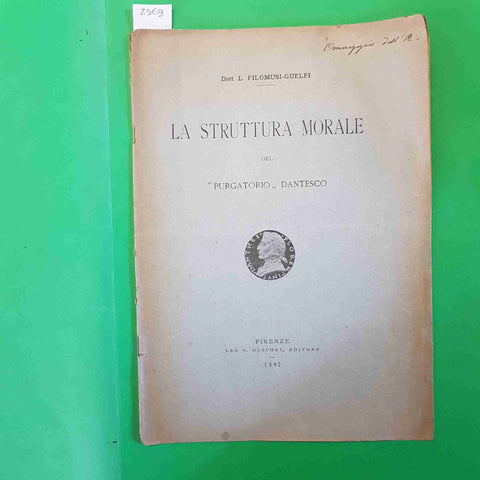 2569
Omaggio dell'A.
Dott. L. FILOMUSI-GUELFI
LA STRUTTURA MORALE
DEL
"PURGATORIO„ DANTESCO
FIRENZE
LEO S. OLSCHKI, EDITORE
1897